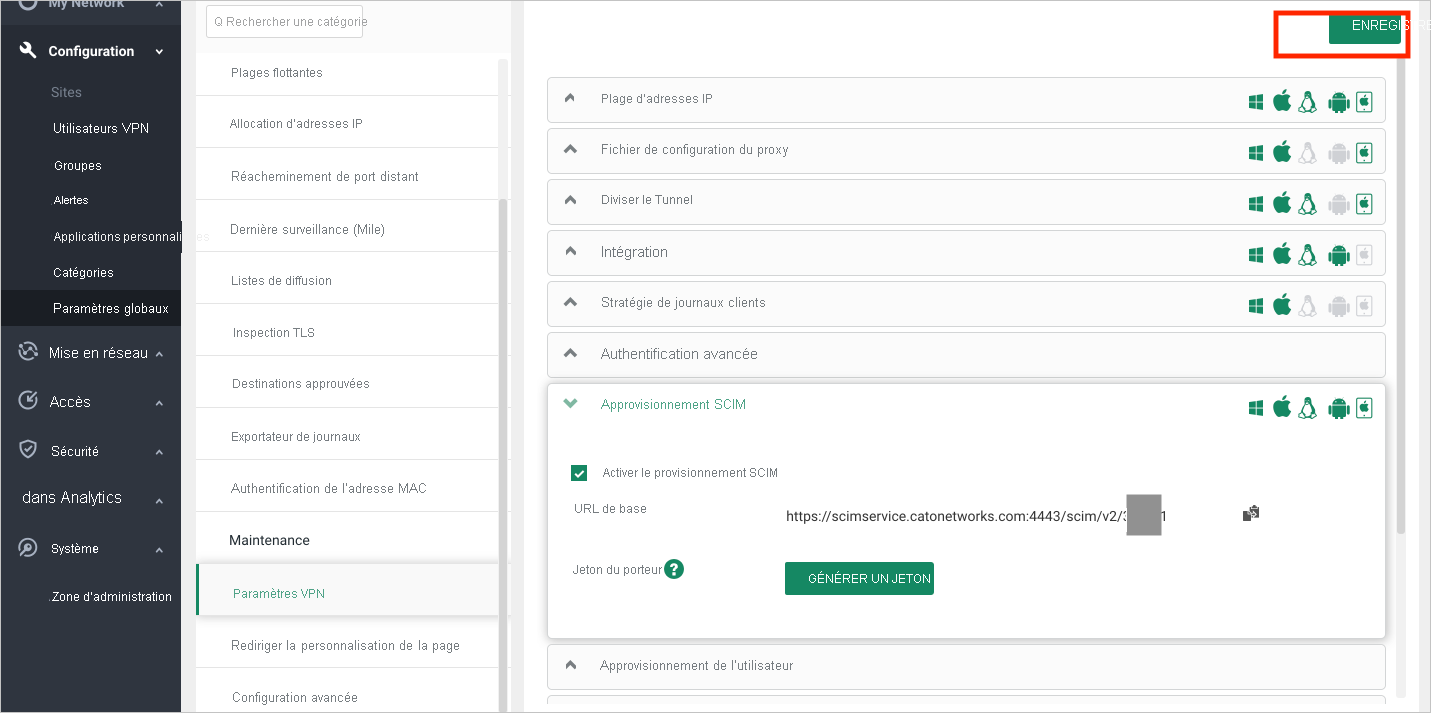 My Network
Configuration
Sites
Utilisateurs VPN
Groupes
Alertes
Applications personnalisées
Catégories
Paramètres globaux
Mise en réseau
Accès
Sécurité
dans Analytics
Système
.Zone d'administration
Q Rechercher une catégorie
Plages flottantes
Allocation d'adresses IP
Réacheminement de port distant
Dernière surveillance (Mile)
Listes de diffusion
Inspection TLS
Destinations approuvées
Exportateur de journaux
Authentification de l'adresse MAC
Maintenance
Paramètres VPN
Rediriger la personnalisation de la page
Configuration avancée
ENREGISTRE
Plage d'adresses IP
Fichier de configuration du proxy
Diviser le Tunnel
Intégration
Stratégie de journaux clients
Authentification avancée
Approvisionnement SCIM
Activer le provisionnement SCIM
URL de base
https://scimservice.catonetworks.com:4443/scim/v2/
Jeton du porteur ?
GÉNÉRER UN JETON
Approvisionnement de l'utilisateur